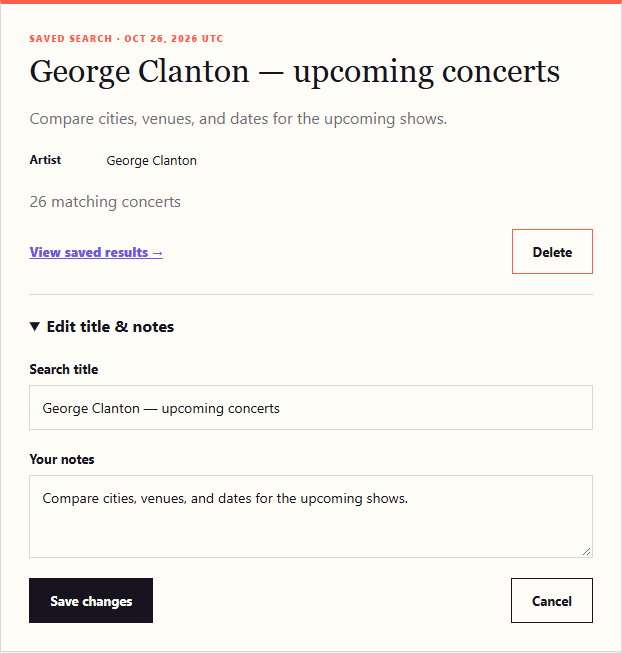 SAVED SEARCH · OCT 26, 2026 UTC
George Clanton — upcoming concerts
Compare cities, venues, and dates for the upcoming shows.
Artist George Clanton
26 matching concerts
View saved results →
Delete
▼ Edit title & notes
Search title
George Clanton — upcoming concerts
Your notes
Compare cities, venues, and dates for the upcoming shows.
Save changes
Cancel